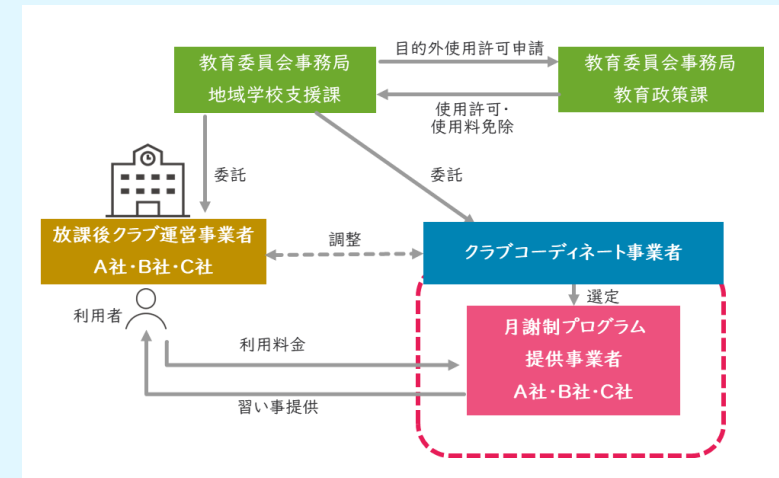 教育委員会事務局
地域学校支援課
目的外使用許可申請
教育委員会事務局
教育政策課
使用許可・
使用料免除
委託
委託
放課後クラブ運営事業者
A社・B社・C社
調整
クラブコーディネート事業者
選定
利用者
月謝制プログラム
提供事業者
A社・B社・C社
利用料金
習い事提供